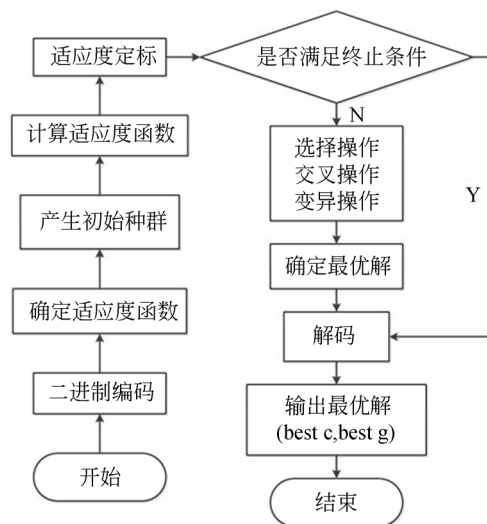 适应度定标
是否满足终止条件
计算适应度函数
N
选择操作
交叉操作
变异操作
Y
产生初始种群
确定最优解
确定适应度函数
解码
二进制编码
输出最优解
(best c,best g)
开始
结束